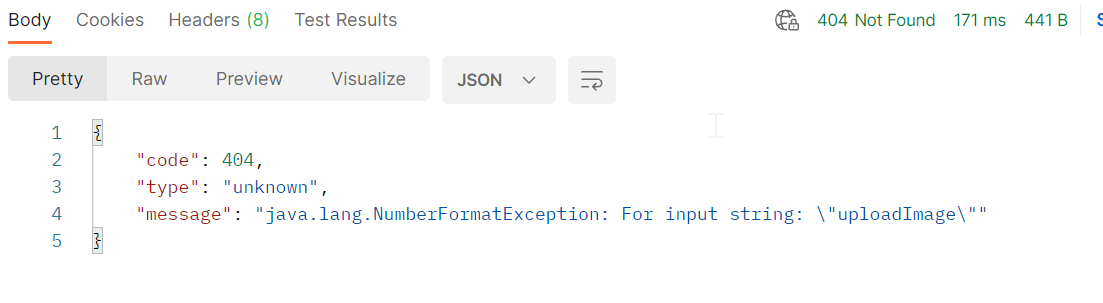 Body Cookies Headers (8) Test Results 404 Not Found 171 ms 441 B
Pretty Raw Preview Visualize JSON
1 {
2 "code": 404,
3 "type": "unknown",
4 "message": "java.lang.NumberFormatException: For input string: \"uploadImage\""
5 }